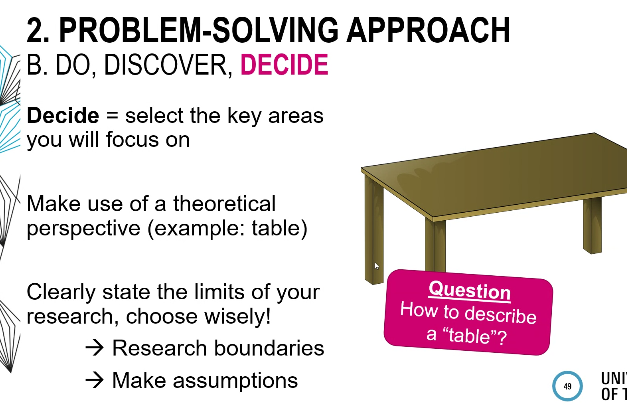 2. PROBLEM-SOLVING APPROACH
B. DO, DISCOVER, DECIDE
Decide = select the key areas
you will focus on
Make use of a theoretical
perspective (example: table)
Clearly state the limits of your
research, choose wisely!
→ Research boundaries
→ Make assumptions
Question
How to describe
a “table”?
49
UNIV
OF T